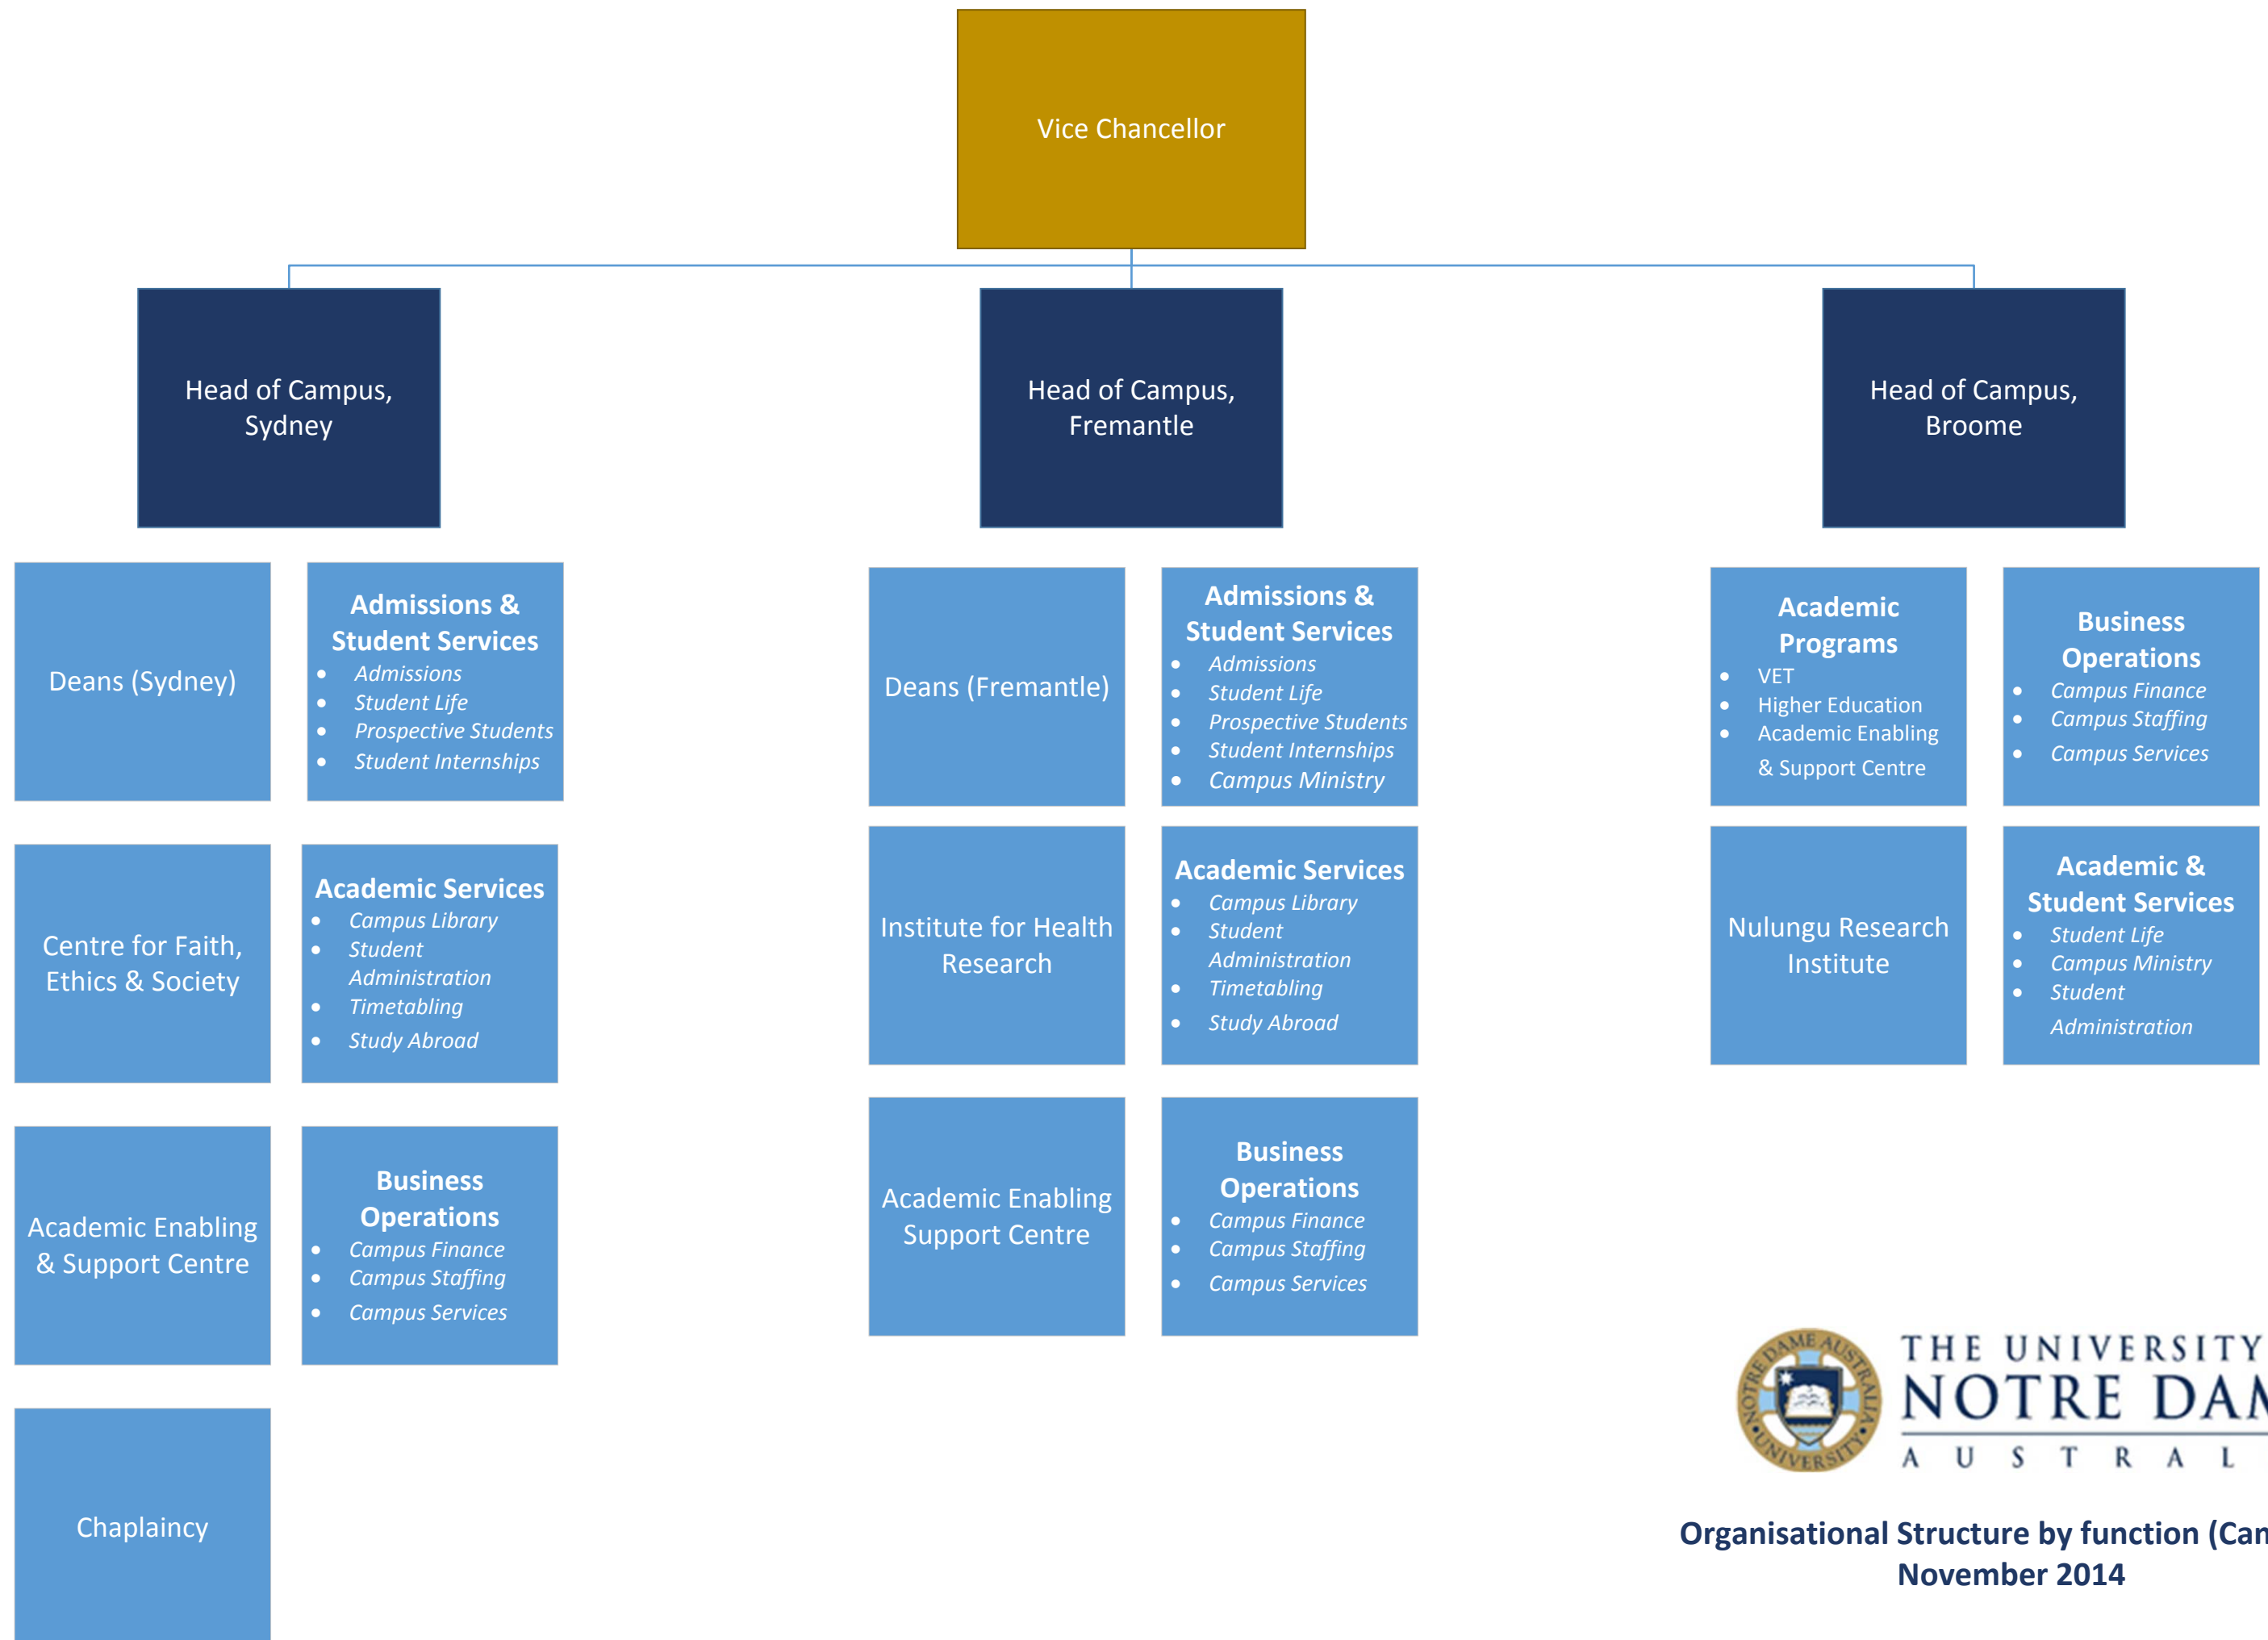 Vice Chancellor
Head of Campus,
Sydney
Head of Campus,
Fremantle
Head of Campus,
Broome
Deans (Sydney)
Admissions &
Student Services
• Admissions
• Student Life
• Prospective Students
• Student Internships
Centre for Faith,
Ethics & Society
Academic Services
• Campus Library
• Student
Administration
• Timetabling
• Study Abroad
Academic Enabling
& Support Centre
Business
Operations
• Campus Finance
• Campus Staffing
• Campus Services
Chaplaincy
Deans (Fremantle)
Admissions &
Student Services
• Admissions
• Student Life
• Prospective Students
• Student Internships
• Campus Ministry
Institute for Health
Research
Academic Services
• Campus Library
• Student
Administration
• Timetabling
• Study Abroad
Academic Enabling
Support Centre
Business
Operations
• Campus Finance
• Campus Staffing
• Campus Services
Academic
Programs
• VET
• Higher Education
• Academic Enabling
& Support Centre
Business
Operations
• Campus Finance
• Campus Staffing
• Campus Services
Nulungu Research
Institute
Academic &
Student Services
• Student Life
• Campus Ministry
• Student
Administration
NOTRE DAME AUSTRALIA
UNIVERSITY
THE UNIVERSITY
NOTRE
Organisational Structure by function
November 2014